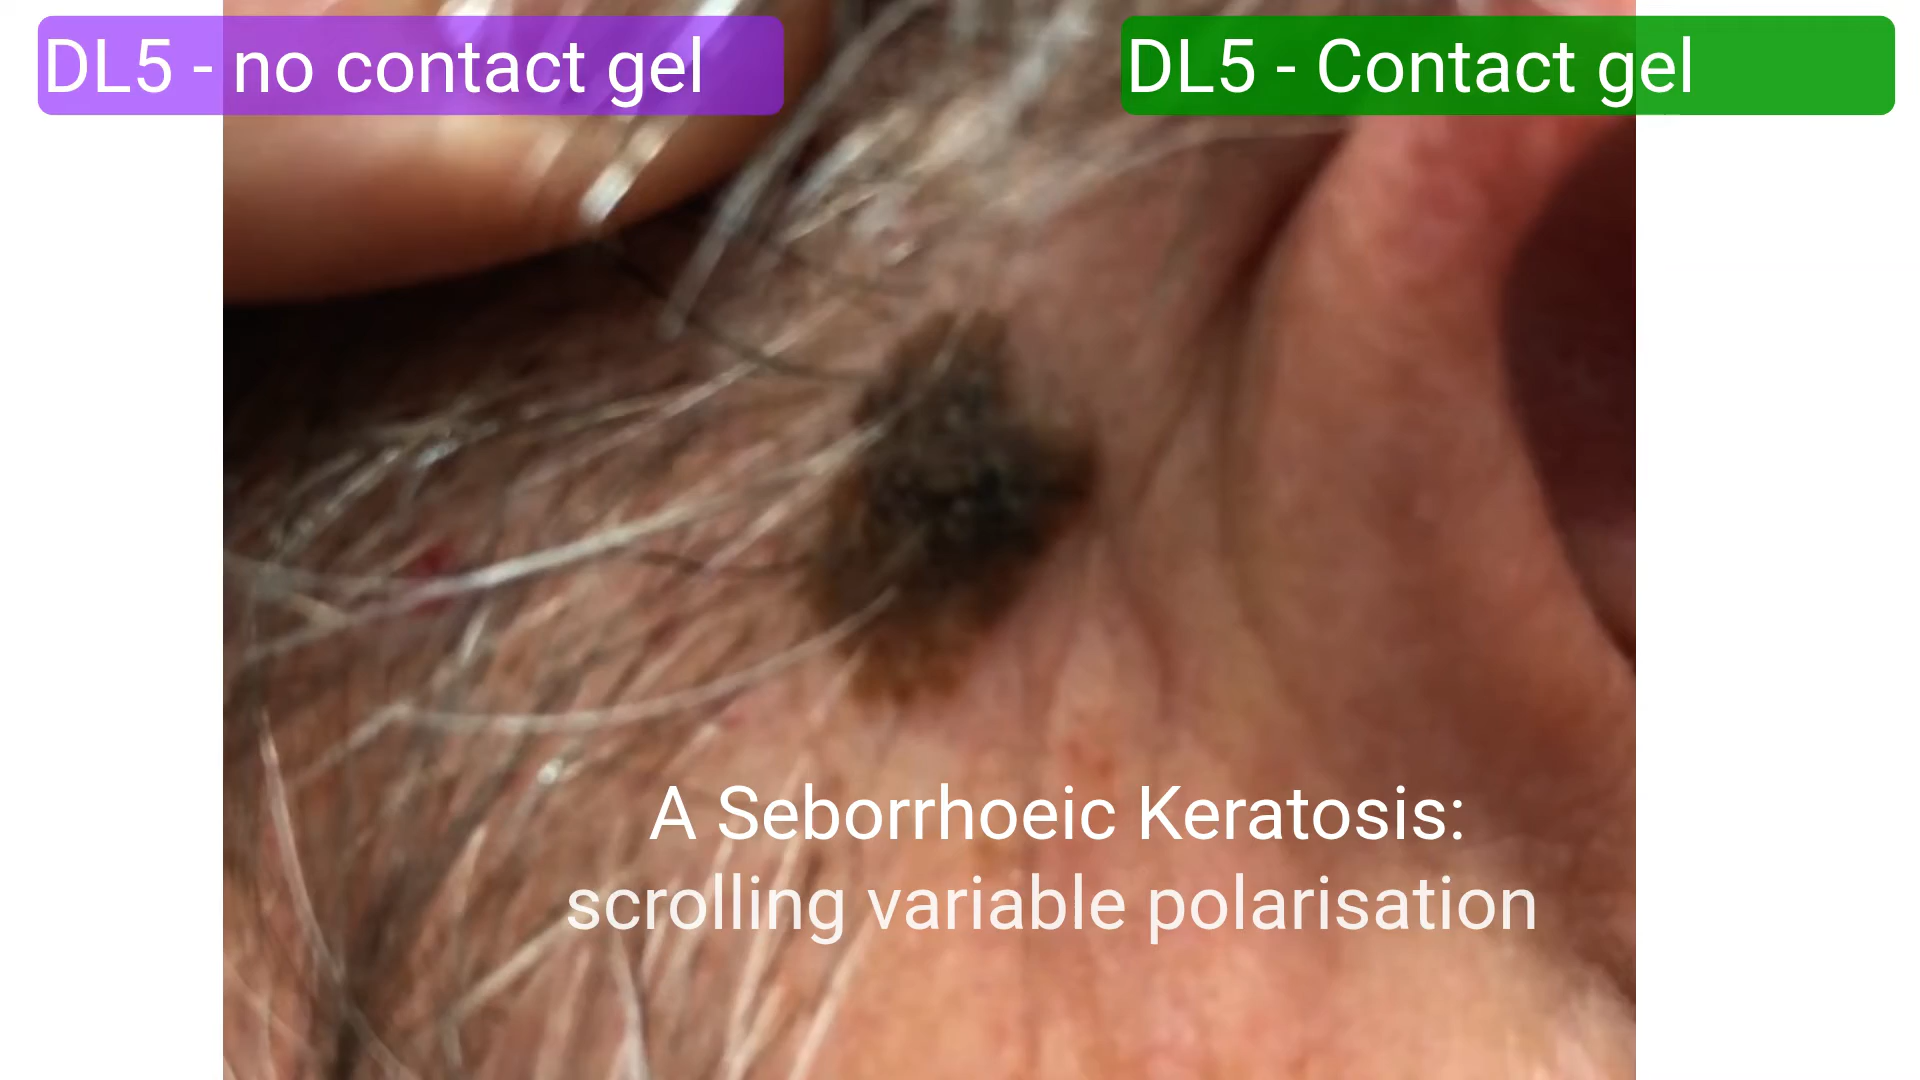 DL5 - no contact gel
DL5 - Contact gel
A Seborrhoeic Keratosis:
scrolling variable polarisation